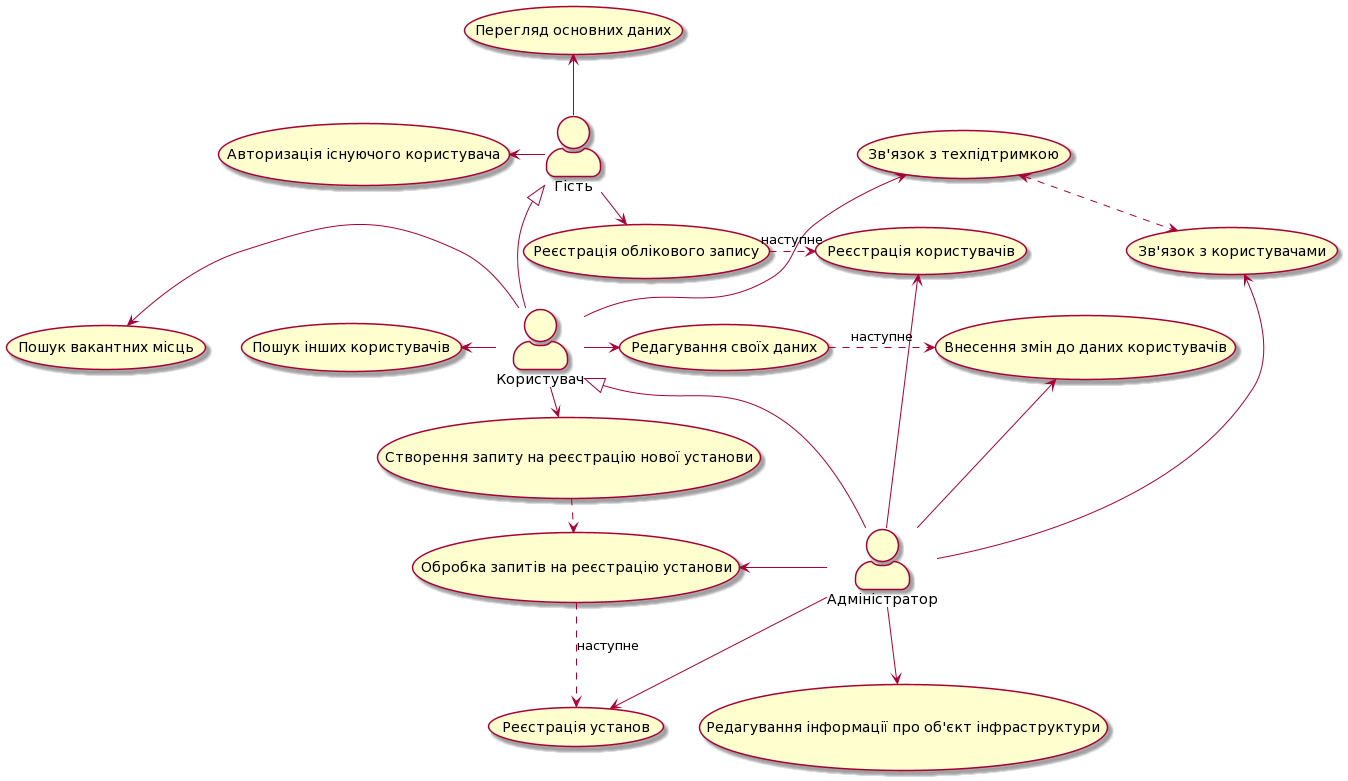 Перегляд основних даних
Авторизація існуючого користувача
Зв'язок з техпідтримкою
Гість
наступне
Реєстрація облікового запису
Реєстрація користувачів
Зв'язок з користувачами
наступне
Пошук вакантних місць
Пошук інших користувачів
Редагування своїх даних
Внесення змін до даних користувачів
Користувач
Створення запиту на реєстрацію нової установи
Обробка запитів на реєстрацію установи
Адміністратор
наступне
Реєстрація установ
Редагування інформації про об'єкт інфраструктури